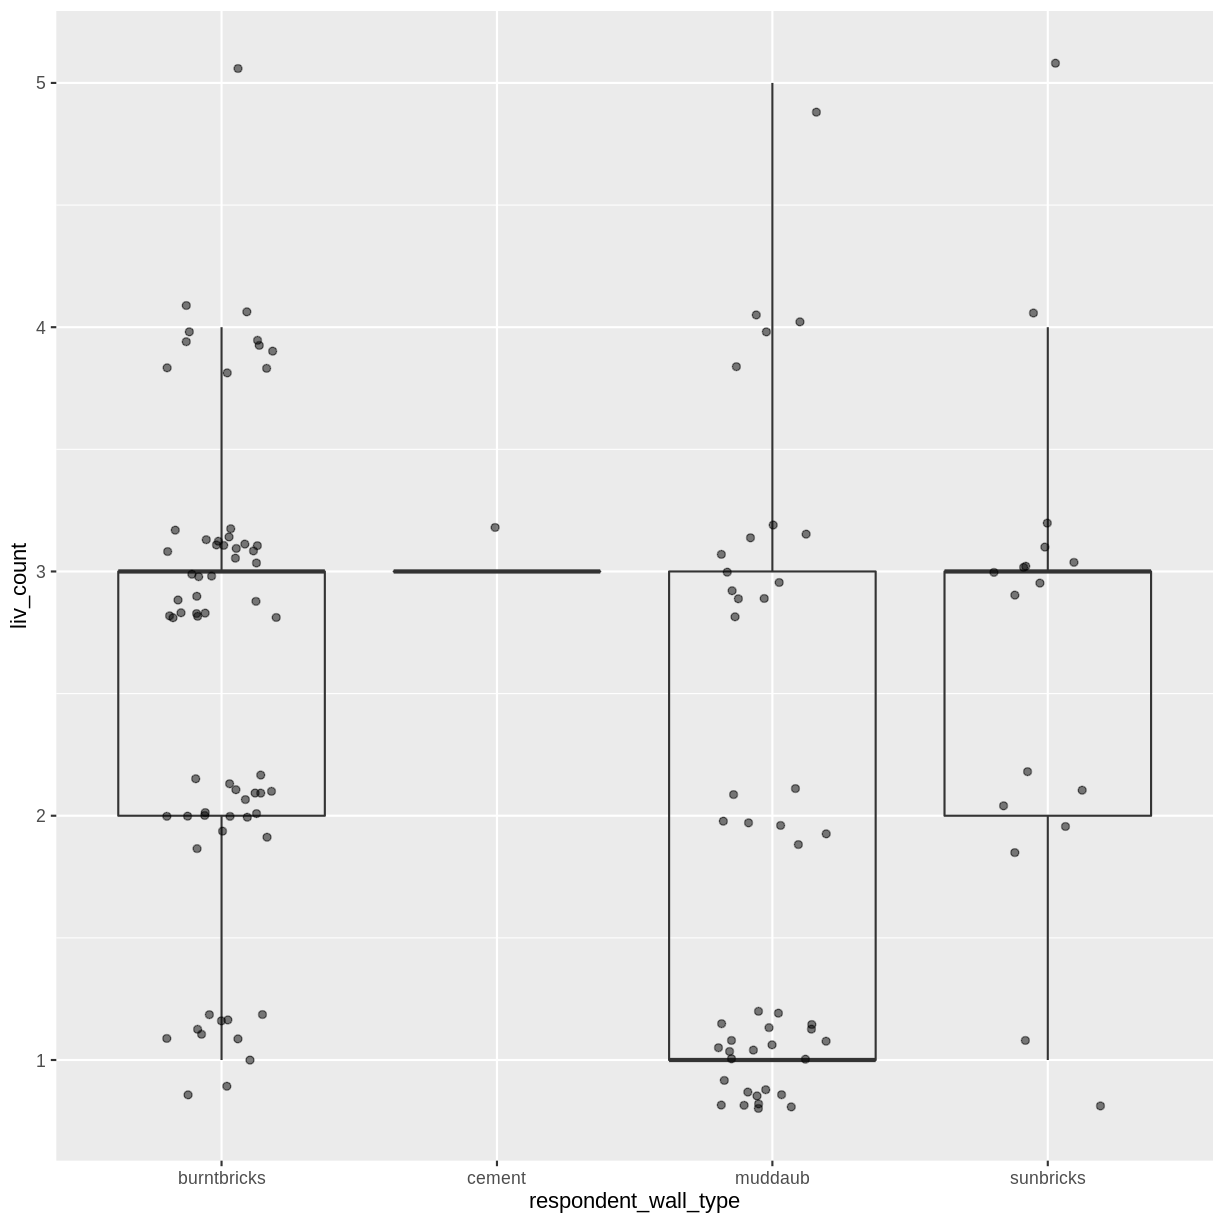 liv_count
5
4
3
2
1
burntbricks
cement
muddaub
sunbricks
respondent_wall_type